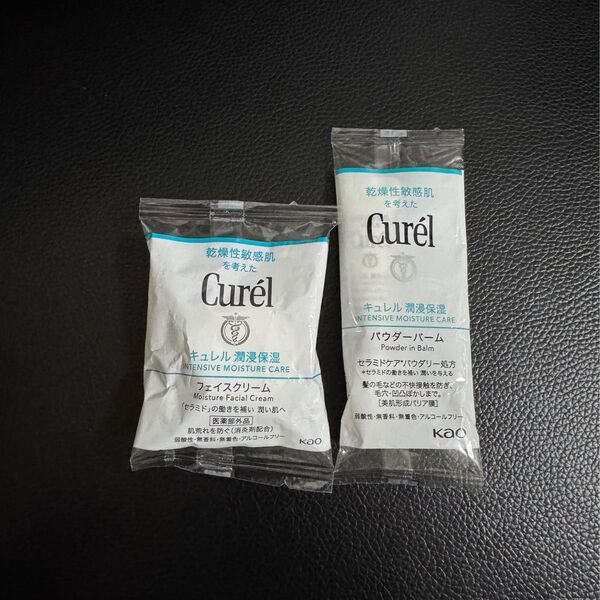 乾燥性敏感肌
を考えた
Curél
キュレル 潤浸保湿
INTENSIVE MOISTURE CARE
フェイスクリーム
Moisture Facial Cream
「セラミド」の働きを補い 潤い肌へ
医薬部外品
肌荒れを防ぐ(消炎剤配合)
弱酸性・無香料・無着色・アルコールフリー
Kao
乾燥性敏感肌
を考えた
Curél
キュレル 潤浸保湿
INTENSIVE MOISTURE CARE
パウダーバーム
Powder in Balm
セラミドケア*パウダリー処方
*セラミドの働きを補い 潤いを与える
髪の毛などの不快接触を防ぎ、
毛穴・凹凸ぼかしまで。
[美肌形成バリア膜]
弱酸性・無香料・無着色・アルコールフリー
Kao